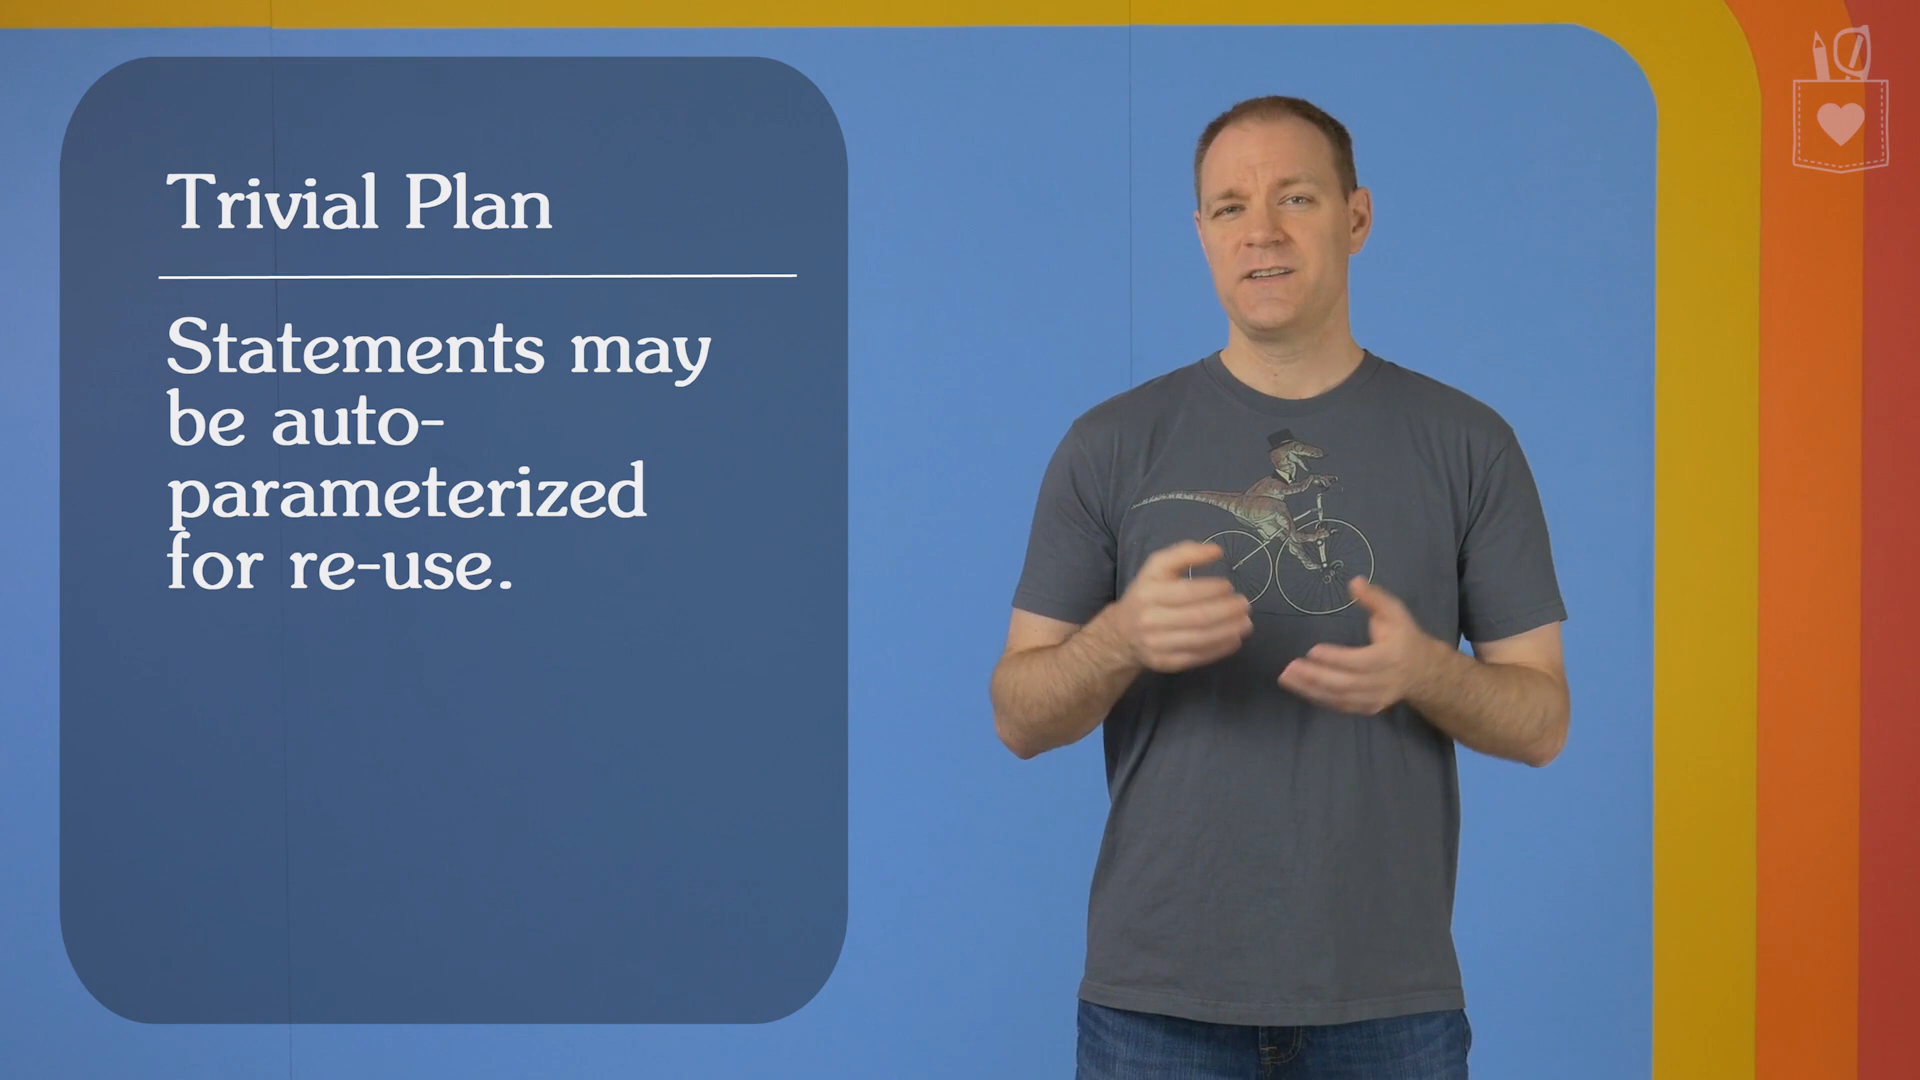 Trivial Plan
Statements may
be auto-
parameterized
for re-use.